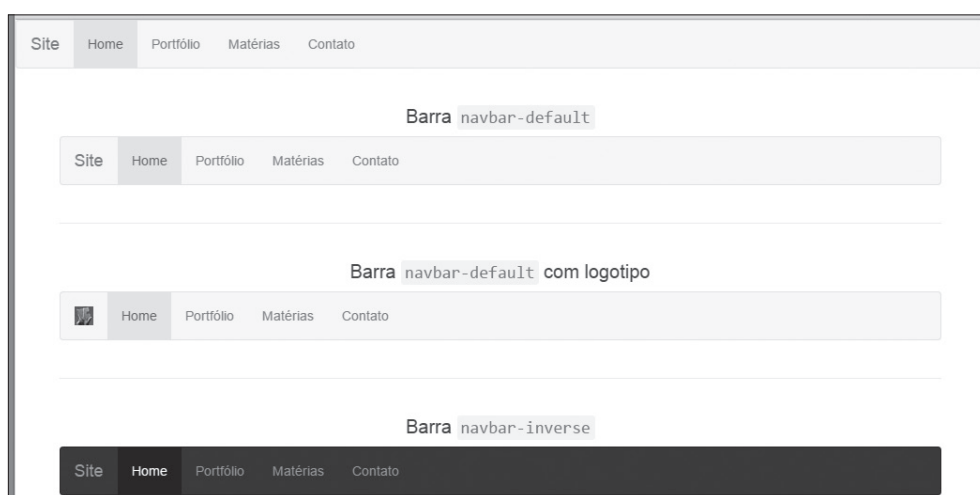 Site Home Portfólio Matérias Contato
Barra navbar-default
Site Home Portfólio Matérias Contato
Barra navbar-default com logotipo
Home Portfólio Matérias Contato
Barra navbar-inverse
Site Home Portfólio Matérias Contato